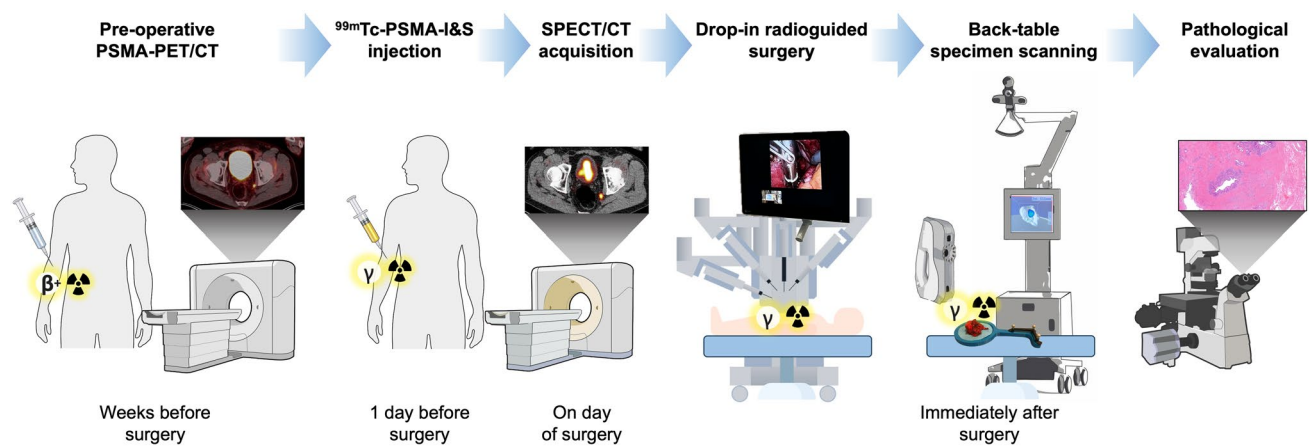 Pre-operative
PSMA-PET/CT
⁹⁹ᵐTc-PSMA-I&S
injection
SPECT/CT
acquisition
Drop-in radioguided
surgery
Back-table
specimen scanning
Pathological
evaluation
β+
γ
γ
γ
Weeks before
surgery
1 day before
surgery
On day
of surgery
Immediately after
surgery